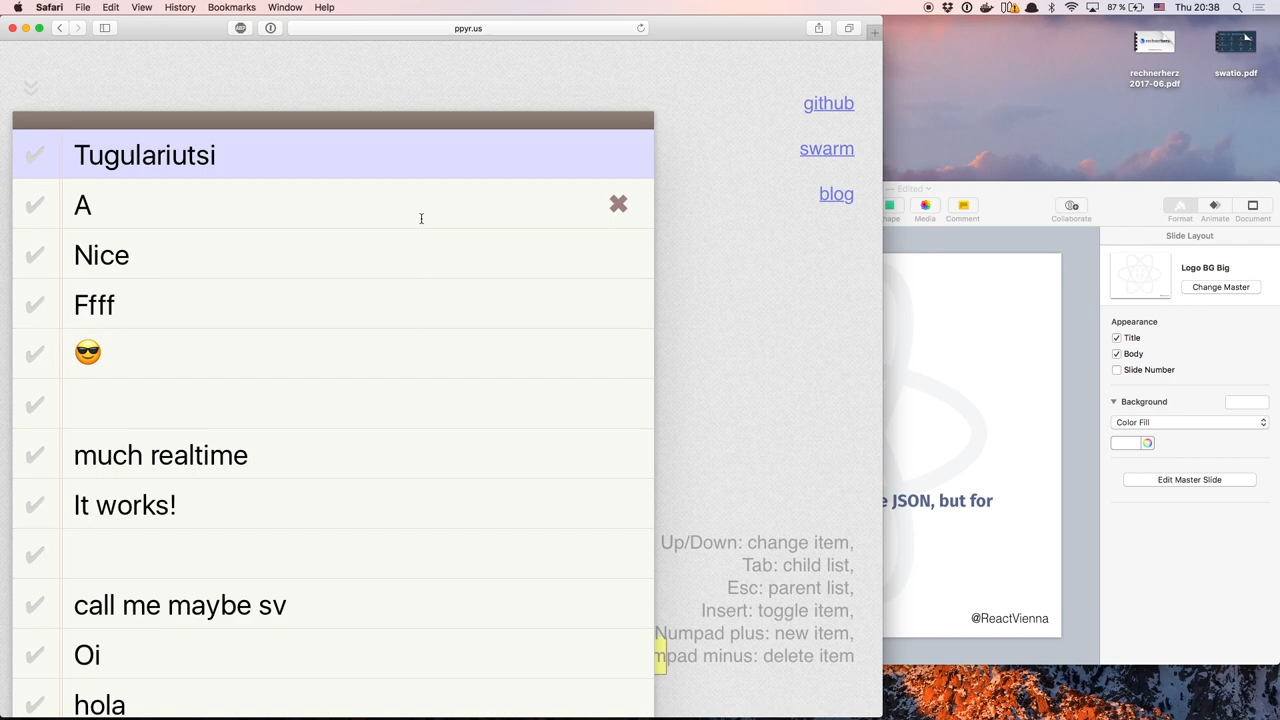 Safari File Edit View History Bookmarks Window Help
87 % Thu 20:38
ppyr.us
rechnerherz
2017-06.pdf
swatio.pdf
github
swarm
blog
Tugulariutsi
A
Nice
Ffff
😎
much realtime
It works!
call me maybe sv
Oi
hola
Up/Down: change item,
Tab: child list,
Esc: parent list,
Insert: toggle item,
Numpad plus: new item,
mpad minus: delete item
— Edited
hape Media Comment Collaborate Format Animate Document
Slide Layout
Logo BG Big
Change Master
Appearance
Title
Body
Slide Number
Background
Color Fill
Edit Master Slide
e JSON, but for
@ReactVienna